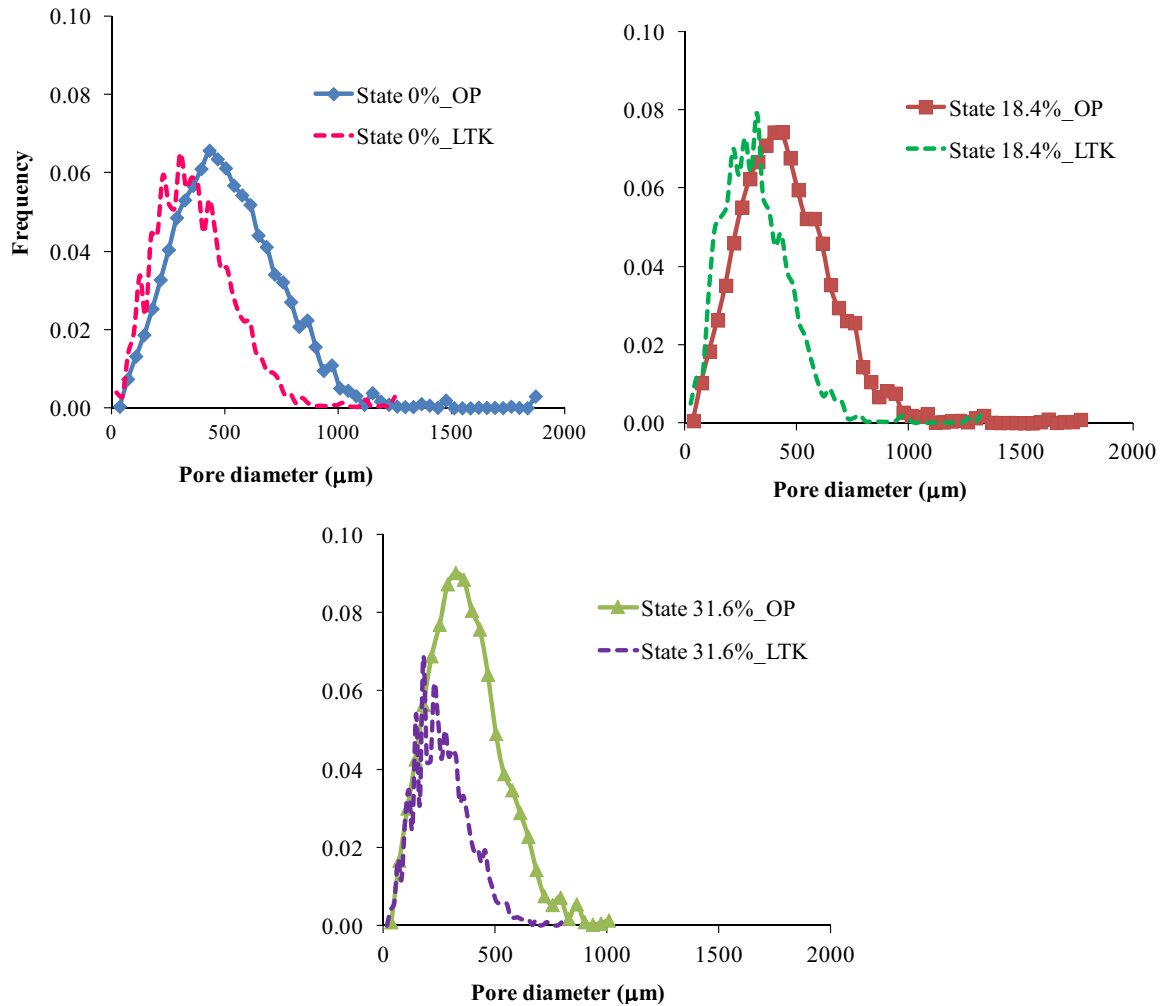 0.10
0.08
0.06
0.04
0.02
0.00
Frequency
0 500 1000 1500 2000
Pore diameter (μm)
State 0%_OP
State 0%_LTK
0.10
0.08
0.06
0.04
0.02
0.00
0 500 1000 1500 2000
Pore diameter (μm)
State 18.4%_OP
State 18.4%_LTK
0.10
0.08
0.06
0.04
0.02
0.00
0 500 1000 1500 2000
Pore diameter (μm)
State 31.6%_OP
State 31.6%_LTK